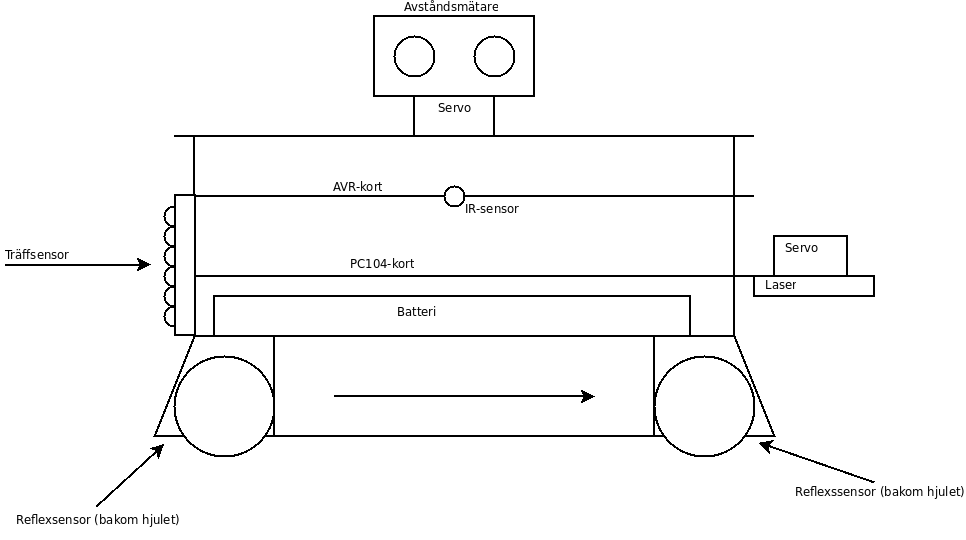 Avståndsmätare
Servo
AVR-kort
IR-sensor
Träffsensor
Servo
PC104-kort
Laser
Batteri
Reflexssensor (bakom hjulet)
Reflexsensor (bakom hjulet)